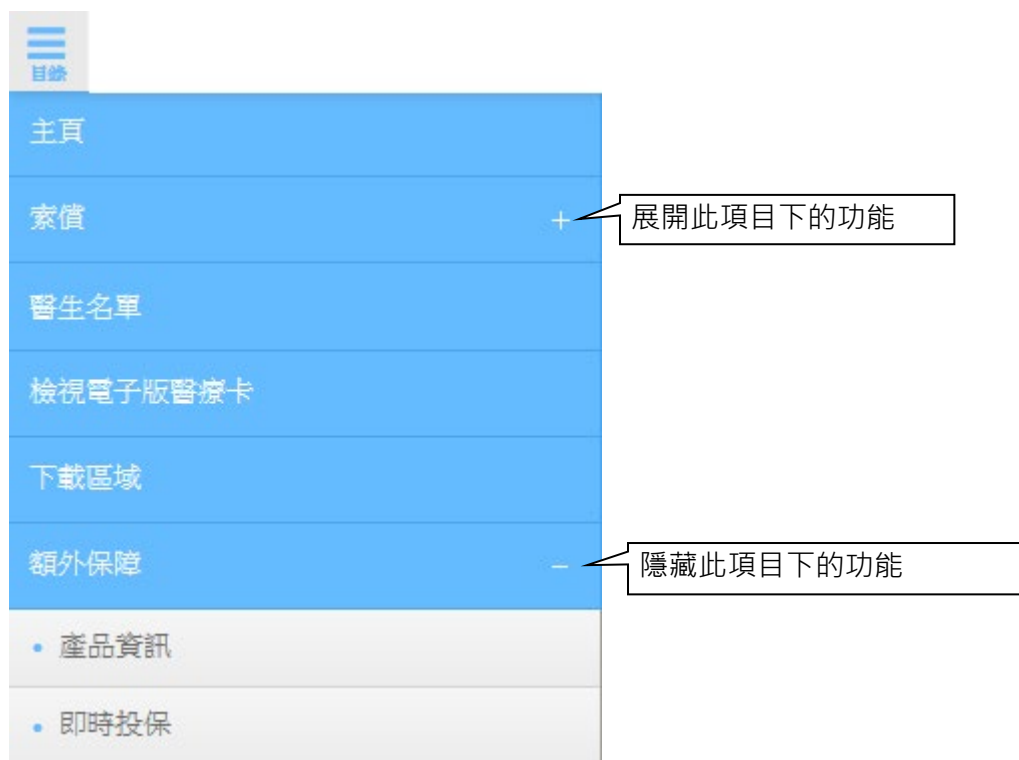 目錄
主頁
索償 +
展開此項目下的功能
醫生名單
檢視電子版醫療卡
下載區域
額外保障 −
隱藏此項目下的功能
• 產品資訊
• 即時投保